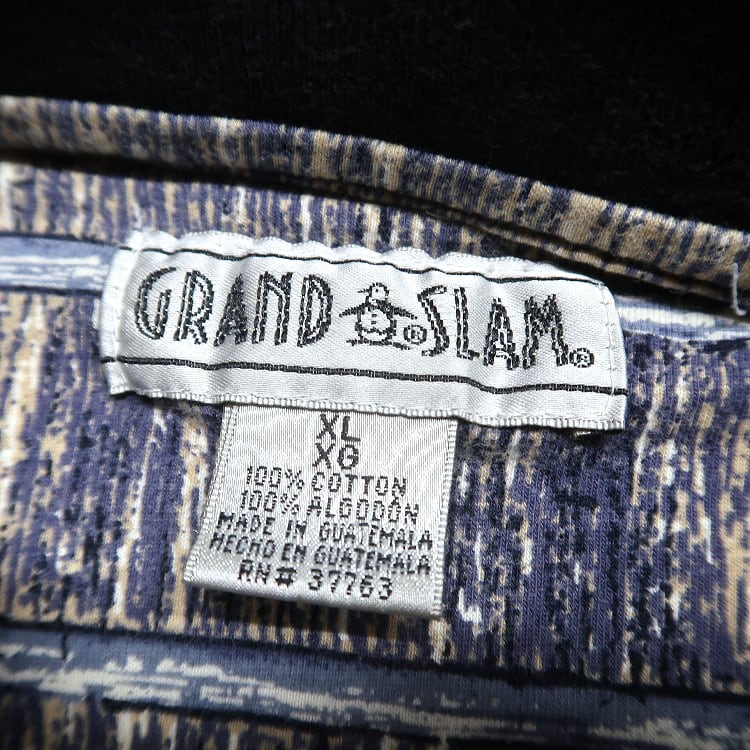 GRAND ® SLAM®
XL
XG
100% COTTON
100% ALGODON
MADE IN GUATEMALA
HECHO EN GUATEMALA
RN# 37763